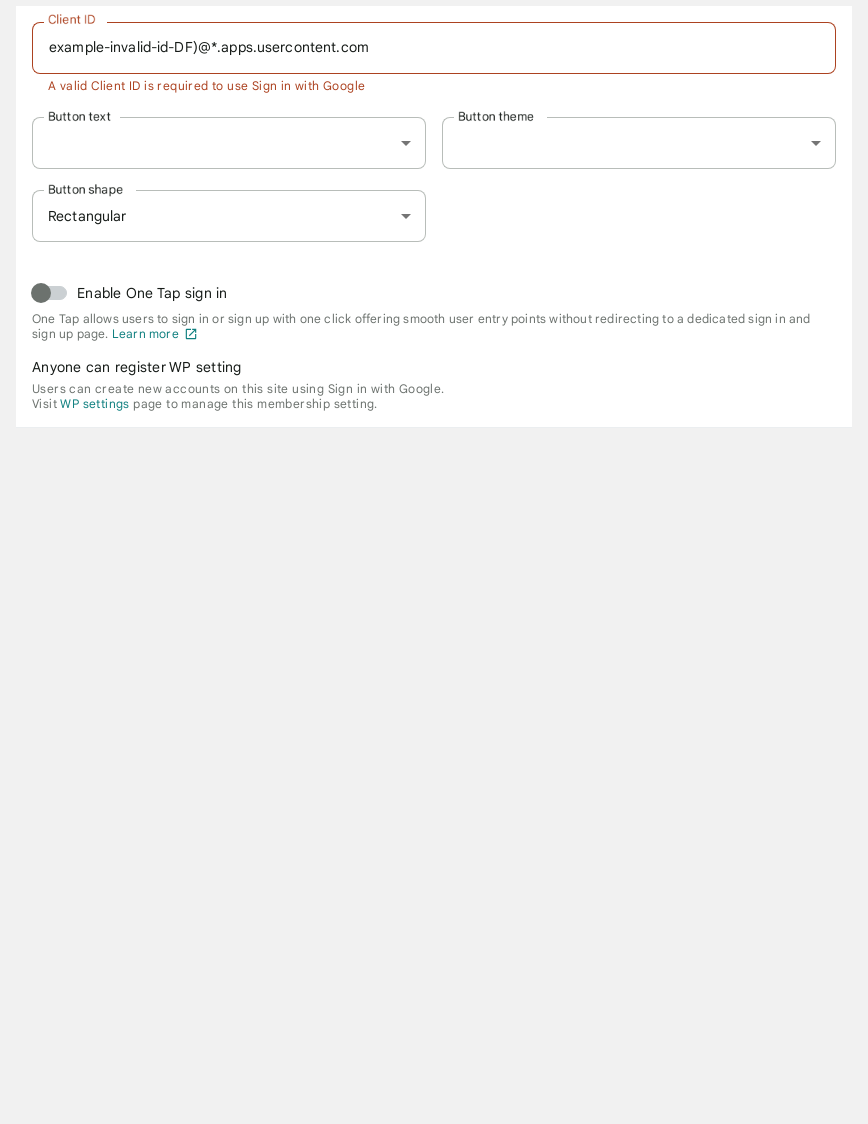 Client ID
example-invalid-id-DF)@*.apps.usercontent.com
A valid Client ID is required to use Sign in with Google
Button text
Button theme
Button shape
Rectangular
Enable One Tap sign in
One Tap allows users to sign in or sign up with one click offering smooth user entry points without redirecting to a dedicated sign in and
sign up page. Learn more
Anyone can register WP setting
Users can create new accounts on this site using Sign in with Google.
Visit WP settings page to manage this membership setting.